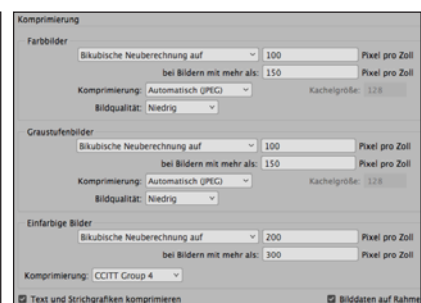 Komprimierung
Farbbilder
Bikubische Neuberechnung auf 100 Pixel pro Zoll
bei Bildern mit mehr als: 150 Pixel pro Zoll
Komprimierung: Automatisch (JPEG) Kachelgröße: 128
Bildqualität: Niedrig
Graustufenbilder
Bikubische Neuberechnung auf 100 Pixel pro Zoll
bei Bildern mit mehr als: 150 Pixel pro Zoll
Komprimierung: Automatisch (JPEG) Kachelgröße: 128
Bildqualität: Niedrig
Einfarbige Bilder
Bikubische Neuberechnung auf 200 Pixel pro Zoll
bei Bildern mit mehr als: 300 Pixel pro Zoll
Komprimierung: CCITT Group 4
Text und Strichgrafiken komprimieren Bilddaten auf Rahme